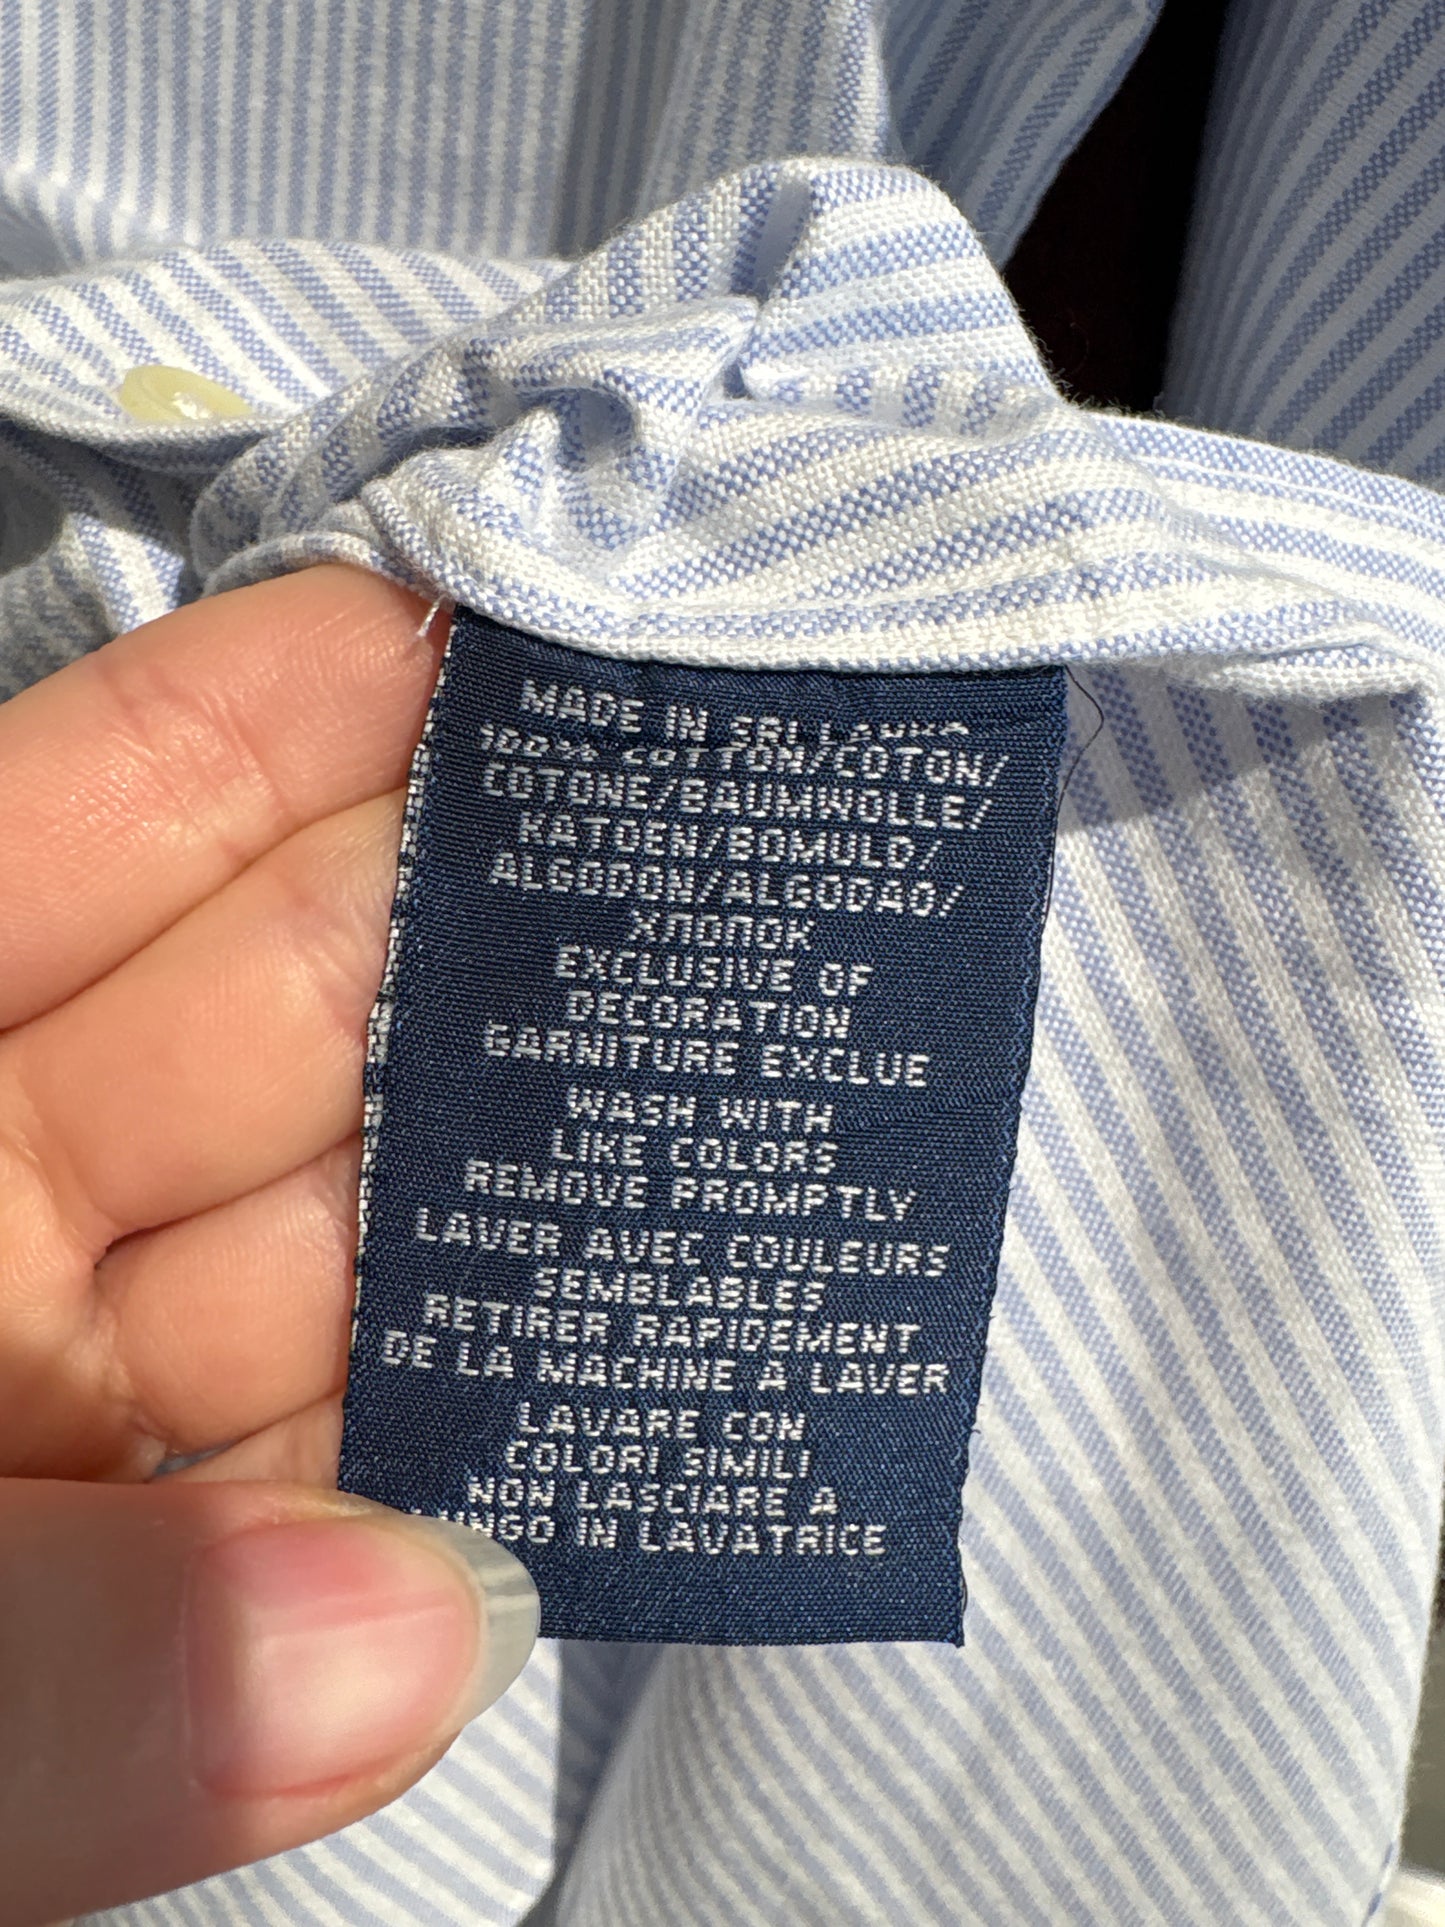 MADE IN SRI LANKA
100% COTTON/COTON/
COTONE/BAUMWOLLE/
KATOEN/BOMULD/
ALGODON/ALGODAO/
ХЛОПОК
EXCLUSIVE OF
DECORATION
GARNITURE EXCLUE
WASH WITH
LIKE COLORS
REMOVE PROMPTLY
LAVER AVEC COULEURS
SEMBLABLES
RETIRER RAPIDEMENT
DE LA MACHINE A LAVER
LAVARE CON
COLORI SIMILI
NON LASCIARE A
LUNGO IN LAVATRICE